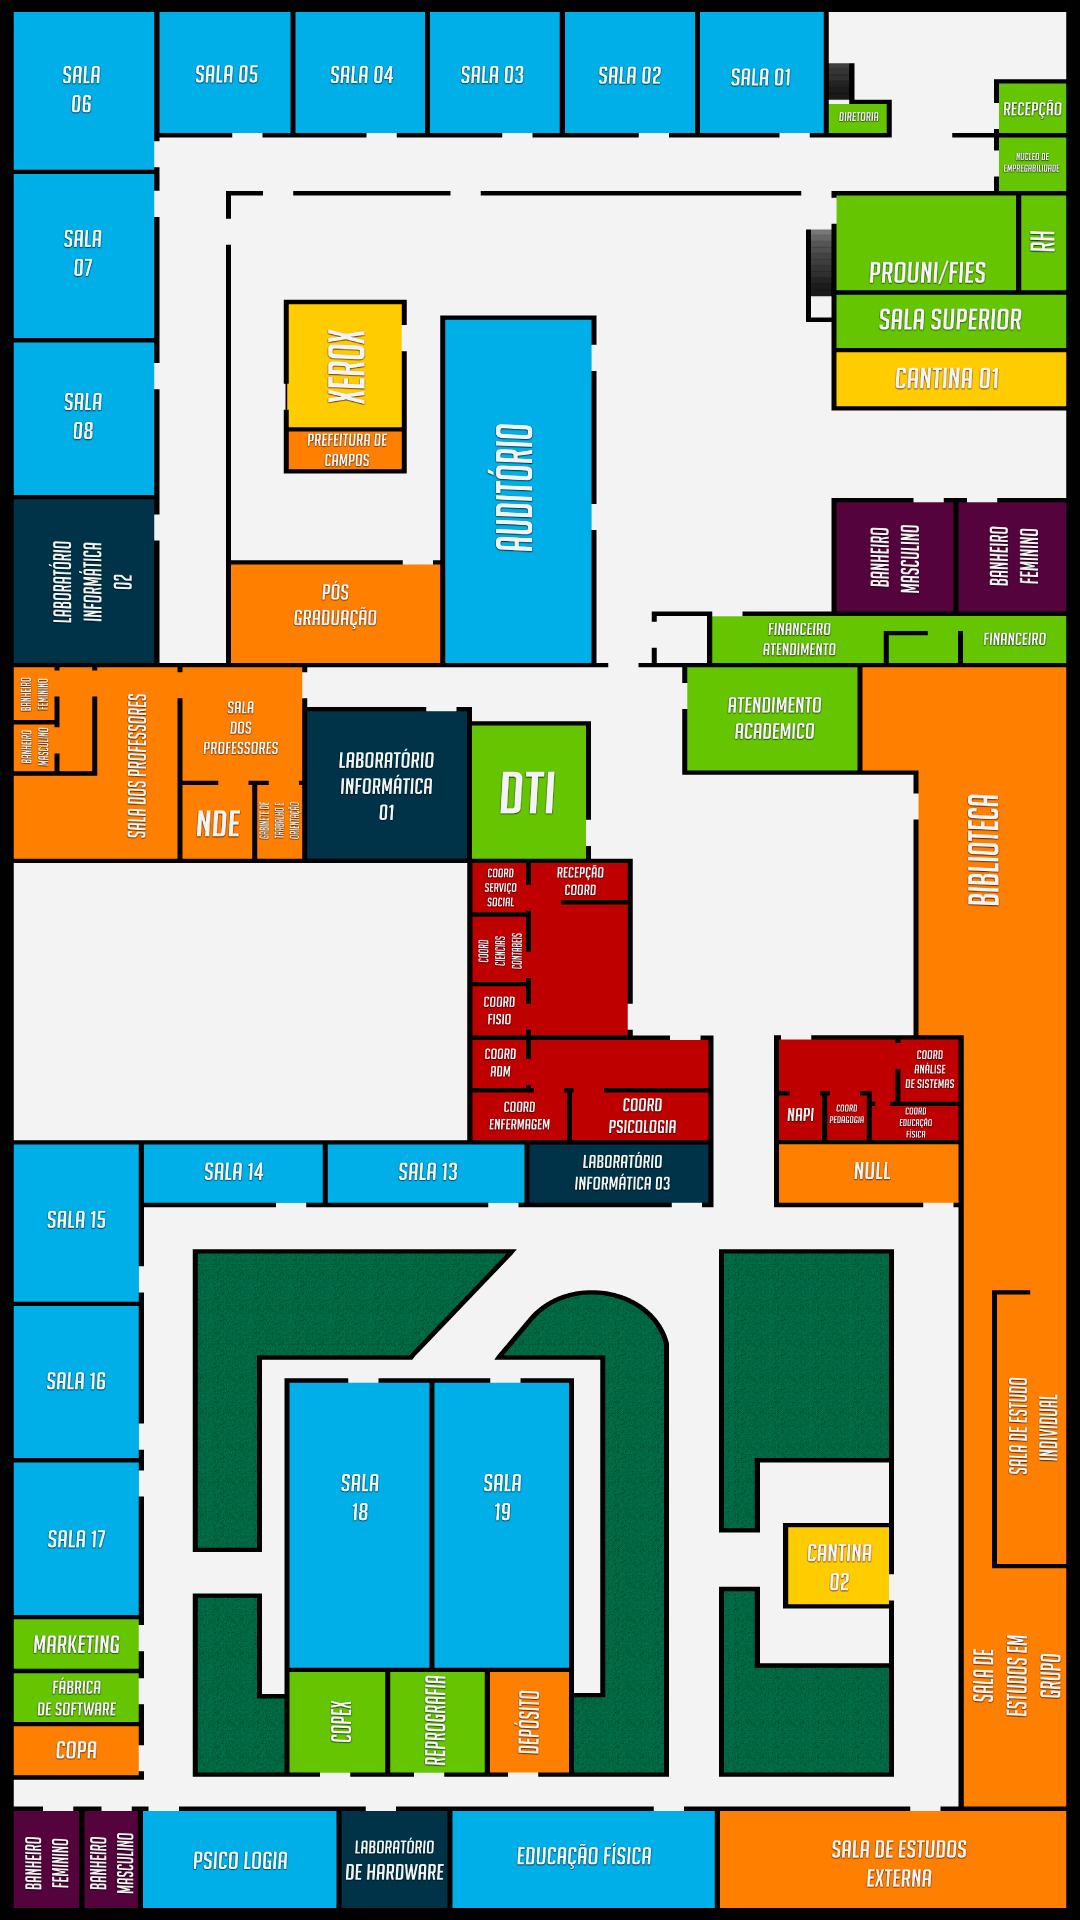 SALA
06
SALA 05
SALA 04
SALA 03
SALA 02
SALA 01
DIRETORIA
RECEPÇÃO
NUCLEO DE
EMPREGABILIDADE
SALA
07
PROUNI/FIES
RH
SALA SUPERIOR
CANTINA 01
XEROX
PREFEITURA DE
CAMPOS
SALA
08
AUDITÓRIO
LABORATÓRIO
INFORMÁTICA
02
PÓS
GRADUAÇÃO
BANHEIRO
MASCULINO
BANHEIRO
FEMININO
FINANCEIRO
ATENDIMENTO
FINANCEIRO
BANHEIRO
FEMININO
BANHEIRO
MASCULINO
SALA DOS PROFESSORES
SALA
DOS
PROFESSORES
NDE
GABINETE DE
TRABALHO E
ORIENTAÇÃO
LABORATÓRIO
INFORMÁTICA
01
DTI
ATENDIMENTO
ACADEMICO
BIBLIOTECA
COORD
SERVIÇO
SOCIAL
RECEPÇÃO
COORD
COORD
CIENCIAS
CONTABEIS
COORD
FISIO
COORD
ADM
COORD
ENFERMAGEM
COORD
PSICOLOGIA
COORD
ANÁLISE
DE SISTEMAS
NAPI
COORD
PEDAGOGIA
COORD
EDUCAÇÃO
FÍSICA
SALA 14
SALA 13
LABORATÓRIO
INFORMÁTICA 03
NULL
SALA 15
SALA 16
SALA 17
SALA
18
SALA
19
SALA DE ESTUDO
INDIVIDUAL
CANTINA
02
MARKETING
FÁBRICA
DE SOFTWARE
COPA
COPEX
REPROGRAFIA
DEPÓSITO
SALA DE
ESTUDOS EM
GRUPO
BANHEIRO
FEMININO
BANHEIRO
MASCULINO
PSICO LOGIA
LABORATÓRIO
DE HARDWARE
EDUCAÇÃO FÍSICA
SALA DE ESTUDOS
EXTERNA